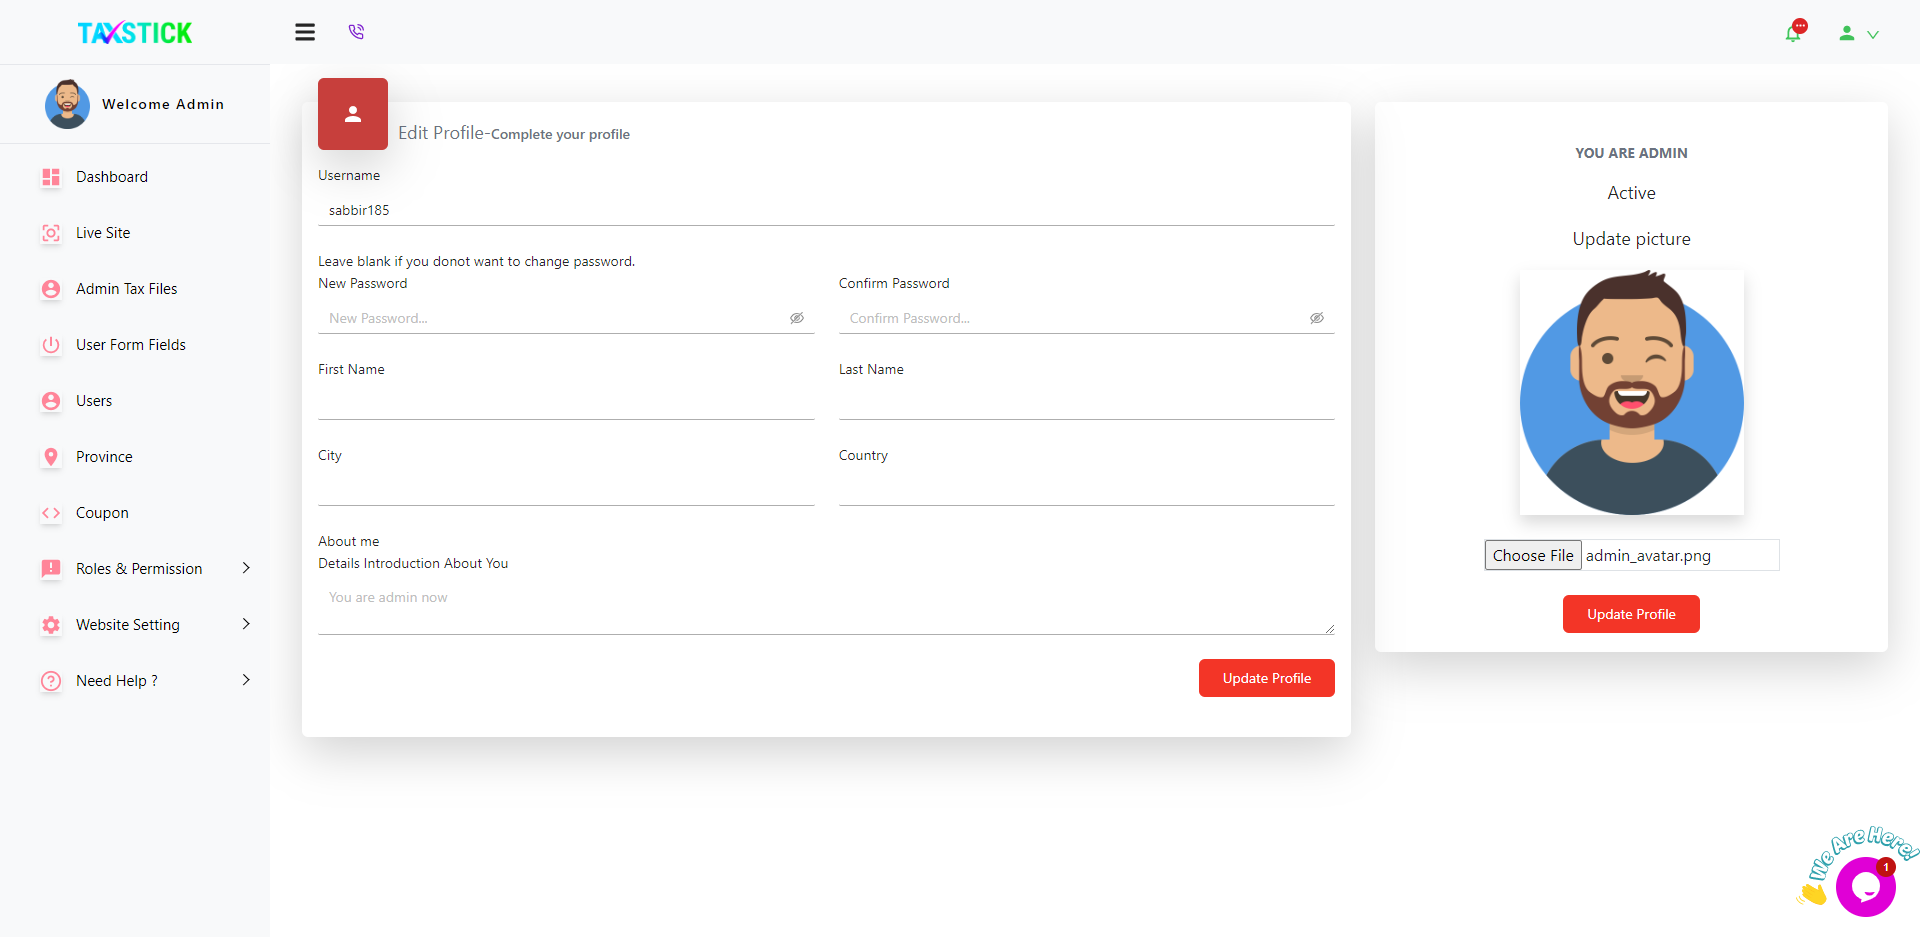 TAXSTICK
Welcome Admin
Dashboard
Live Site
Admin Tax Files
User Form Fields
Users
Province
Coupon
Roles & Permission
Website Setting
Need Help ?
Edit Profile-Complete your profile
Username
sabbir185
Leave blank if you donot want to change password.
New Password
Confirm Password
New Password...
Confirm Password...
First Name
Last Name
City
Country
About me
Details Introduction About You
You are admin now
Update Profile
YOU ARE ADMIN
Active
Update picture
Choose File admin_avatar.png
Update Profile
We Are Here!
1